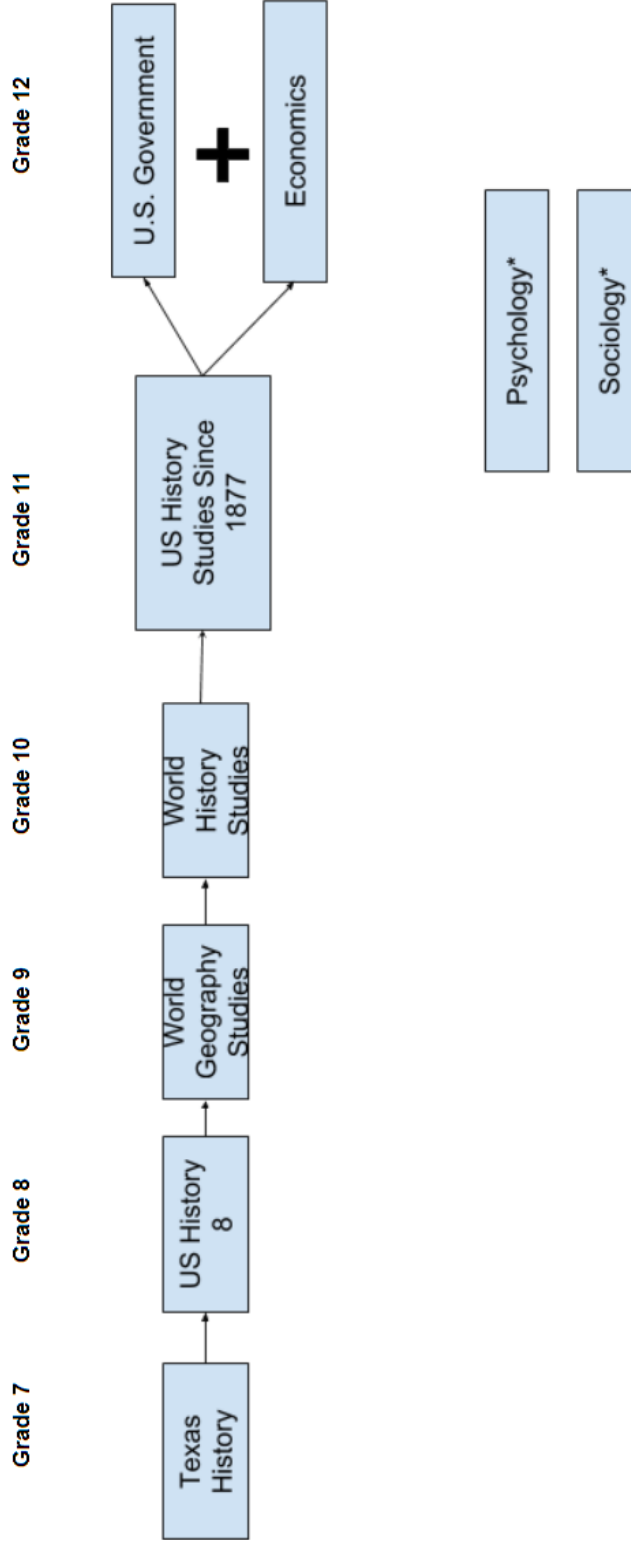 Grade 7
Grade 8
Grade 9
Grade 10
Grade 11
Grade 12
Texas
History
US History
8
World
Geography
Studies
World
History
Studies
US History
Studies Since
1877
U.S. Government
+
Economics
Psychology*
Sociology*